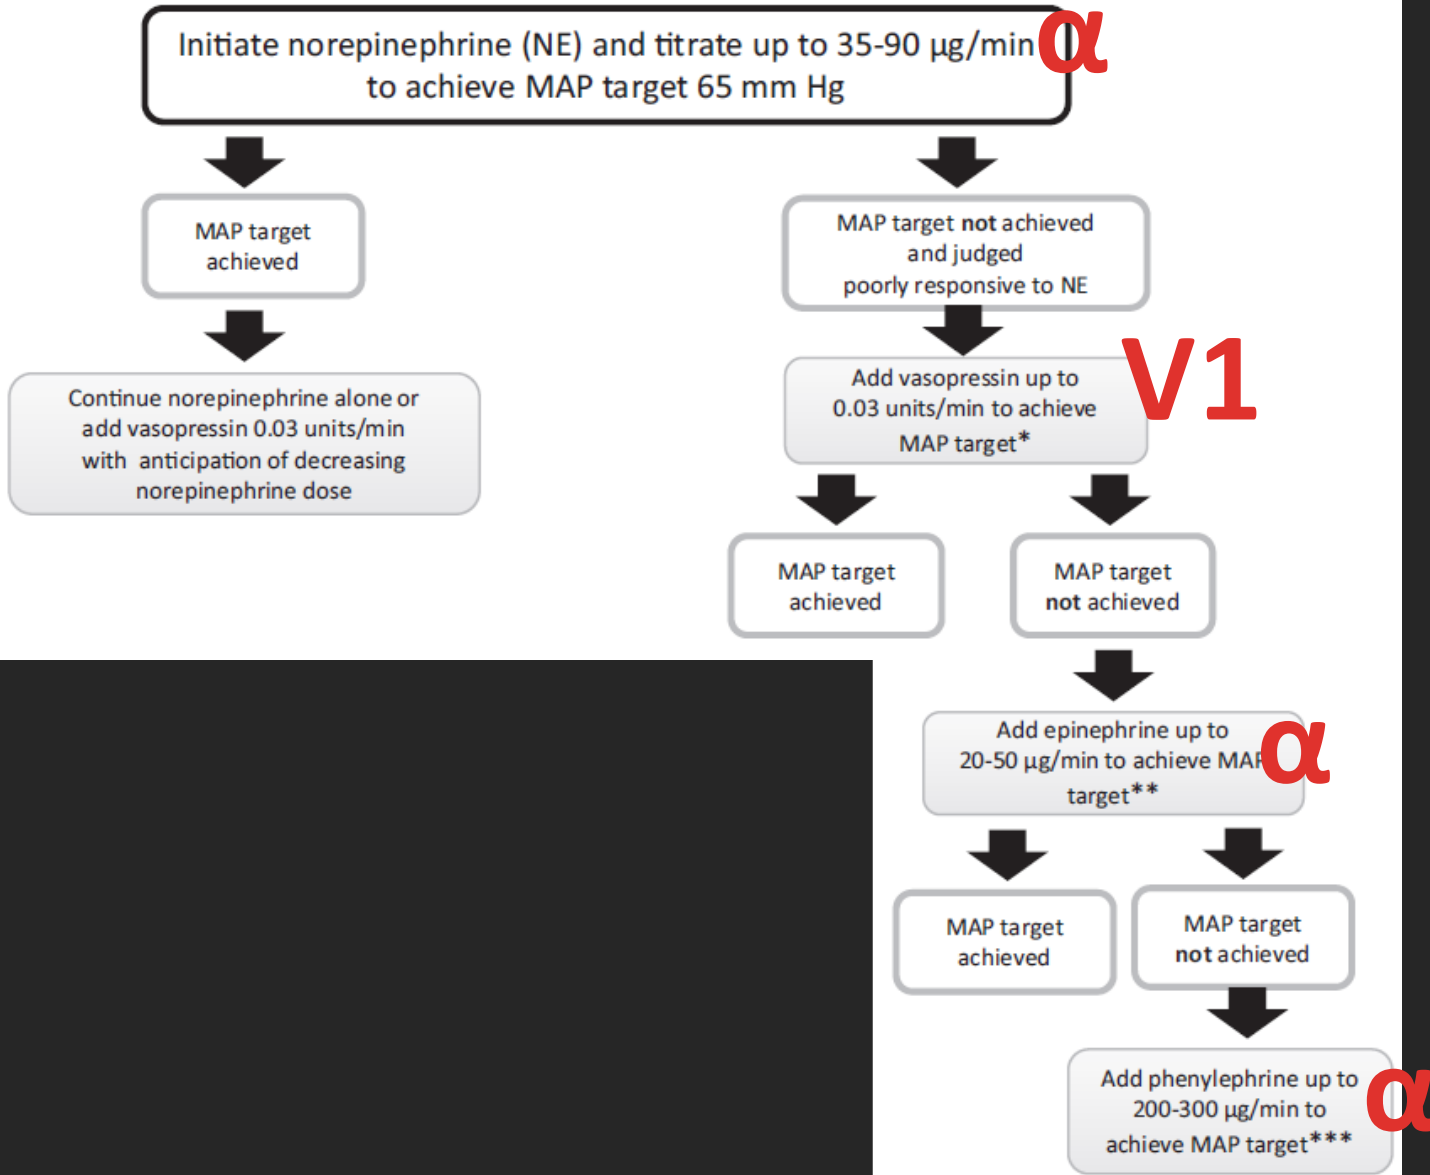 Initiate norepinephrine (NE) and titrate up to 35-90 µg/min
to achieve MAP target 65 mm Hg
α
MAP target
achieved
MAP target not achieved
and judged
poorly responsive to NE
Continue norepinephrine alone or
add vasopressin 0.03 units/min
with anticipation of decreasing
norepinephrine dose
Add vasopressin up to
0.03 units/min to achieve
MAP target*
V1
MAP target
achieved
MAP target
not achieved
Add epinephrine up to
20-50 µg/min to achieve MAP
target**
α
MAP target
achieved
MAP target
not achieved
Add phenylephrine up to
200-300 µg/min to
achieve MAP target***
α